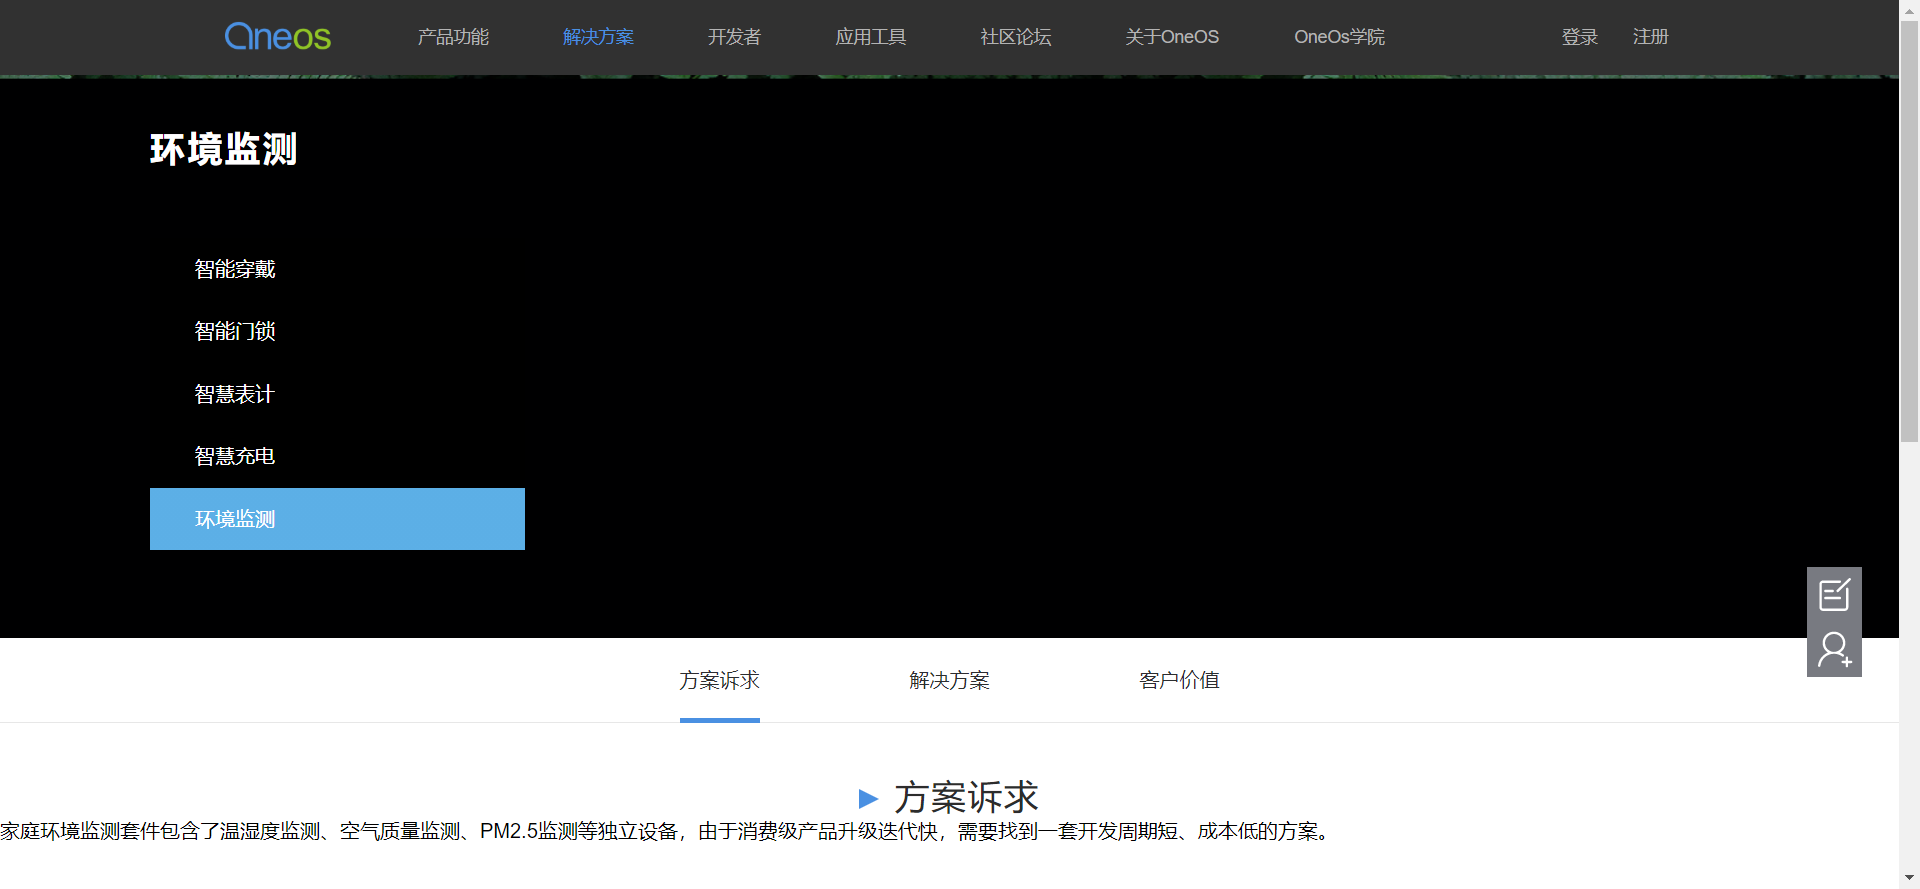 Oneos 产品功能 解决方案 开发者 应用工具 社区论坛 关于OneOS OneOs学院 登录 注册
环境监测
智能穿戴
智能门锁
智慧表计
智慧充电
环境监测
方案诉求 解决方案 客户价值
方案诉求
家庭环境监测套件包含了温湿度监测、空气质量监测、PM2.5监测等独立设备，由于消费级产品升级迭代快，需要找到一套开发周期短、成本低的方案。